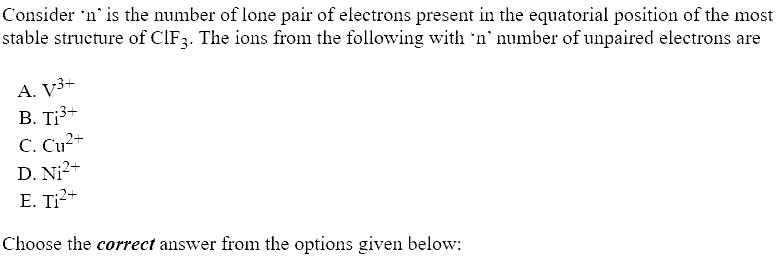 Consider 'n' is the number of lone pair of electrons present in the equatorial position of the most
stable structure of ClF₃. The ions from the following with 'n' number of unpaired electrons are
A. V³⁺
B. Ti³⁺
C. Cu²⁺
D. Ni²⁺
E. Ti²⁺
Choose the correct answer from the options given below: